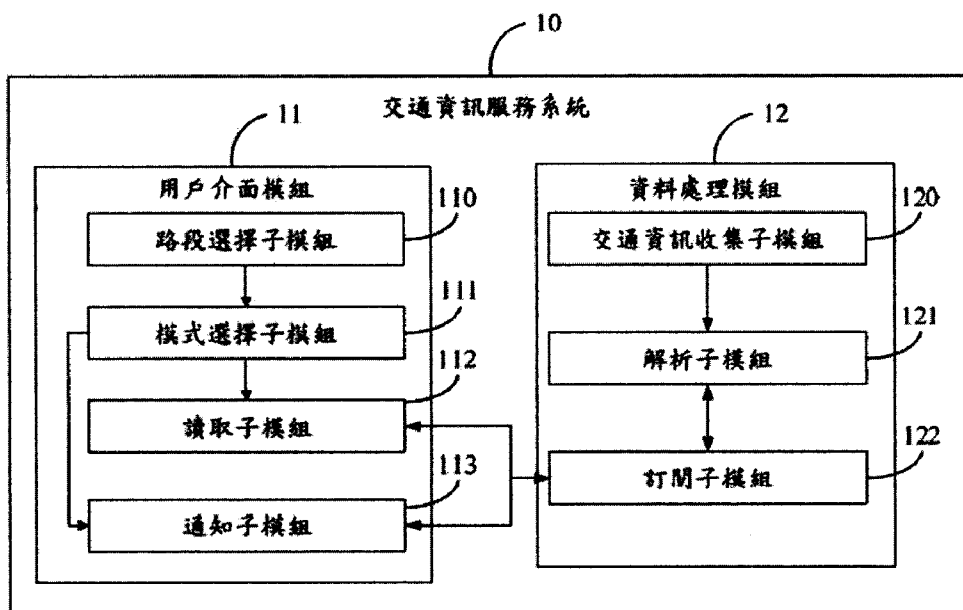 10
交通資訊服務系統
11
用戶介面模組
110
路段選擇子模組
111
模式選擇子模組
112
讀取子模組
113
通知子模組
12
資料處理模組
120
交通資訊收集子模組
121
解析子模組
122
訂閱子模組